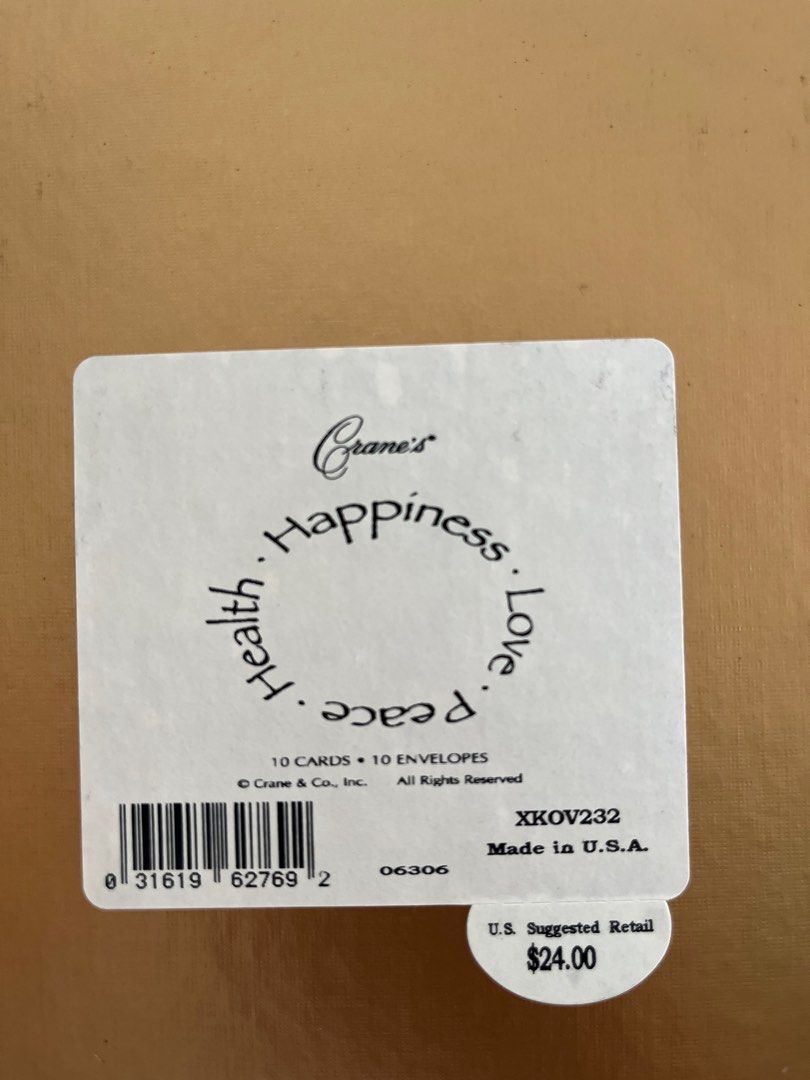 Crane's®
Health · Happiness · Love · Peace ·
10 CARDS • 10 ENVELOPES
© Crane & Co., Inc. All Rights Reserved
XKOV232
Made in U.S.A.
0 31619 62769 2
06306
U.S. Suggested Retail
$24.00